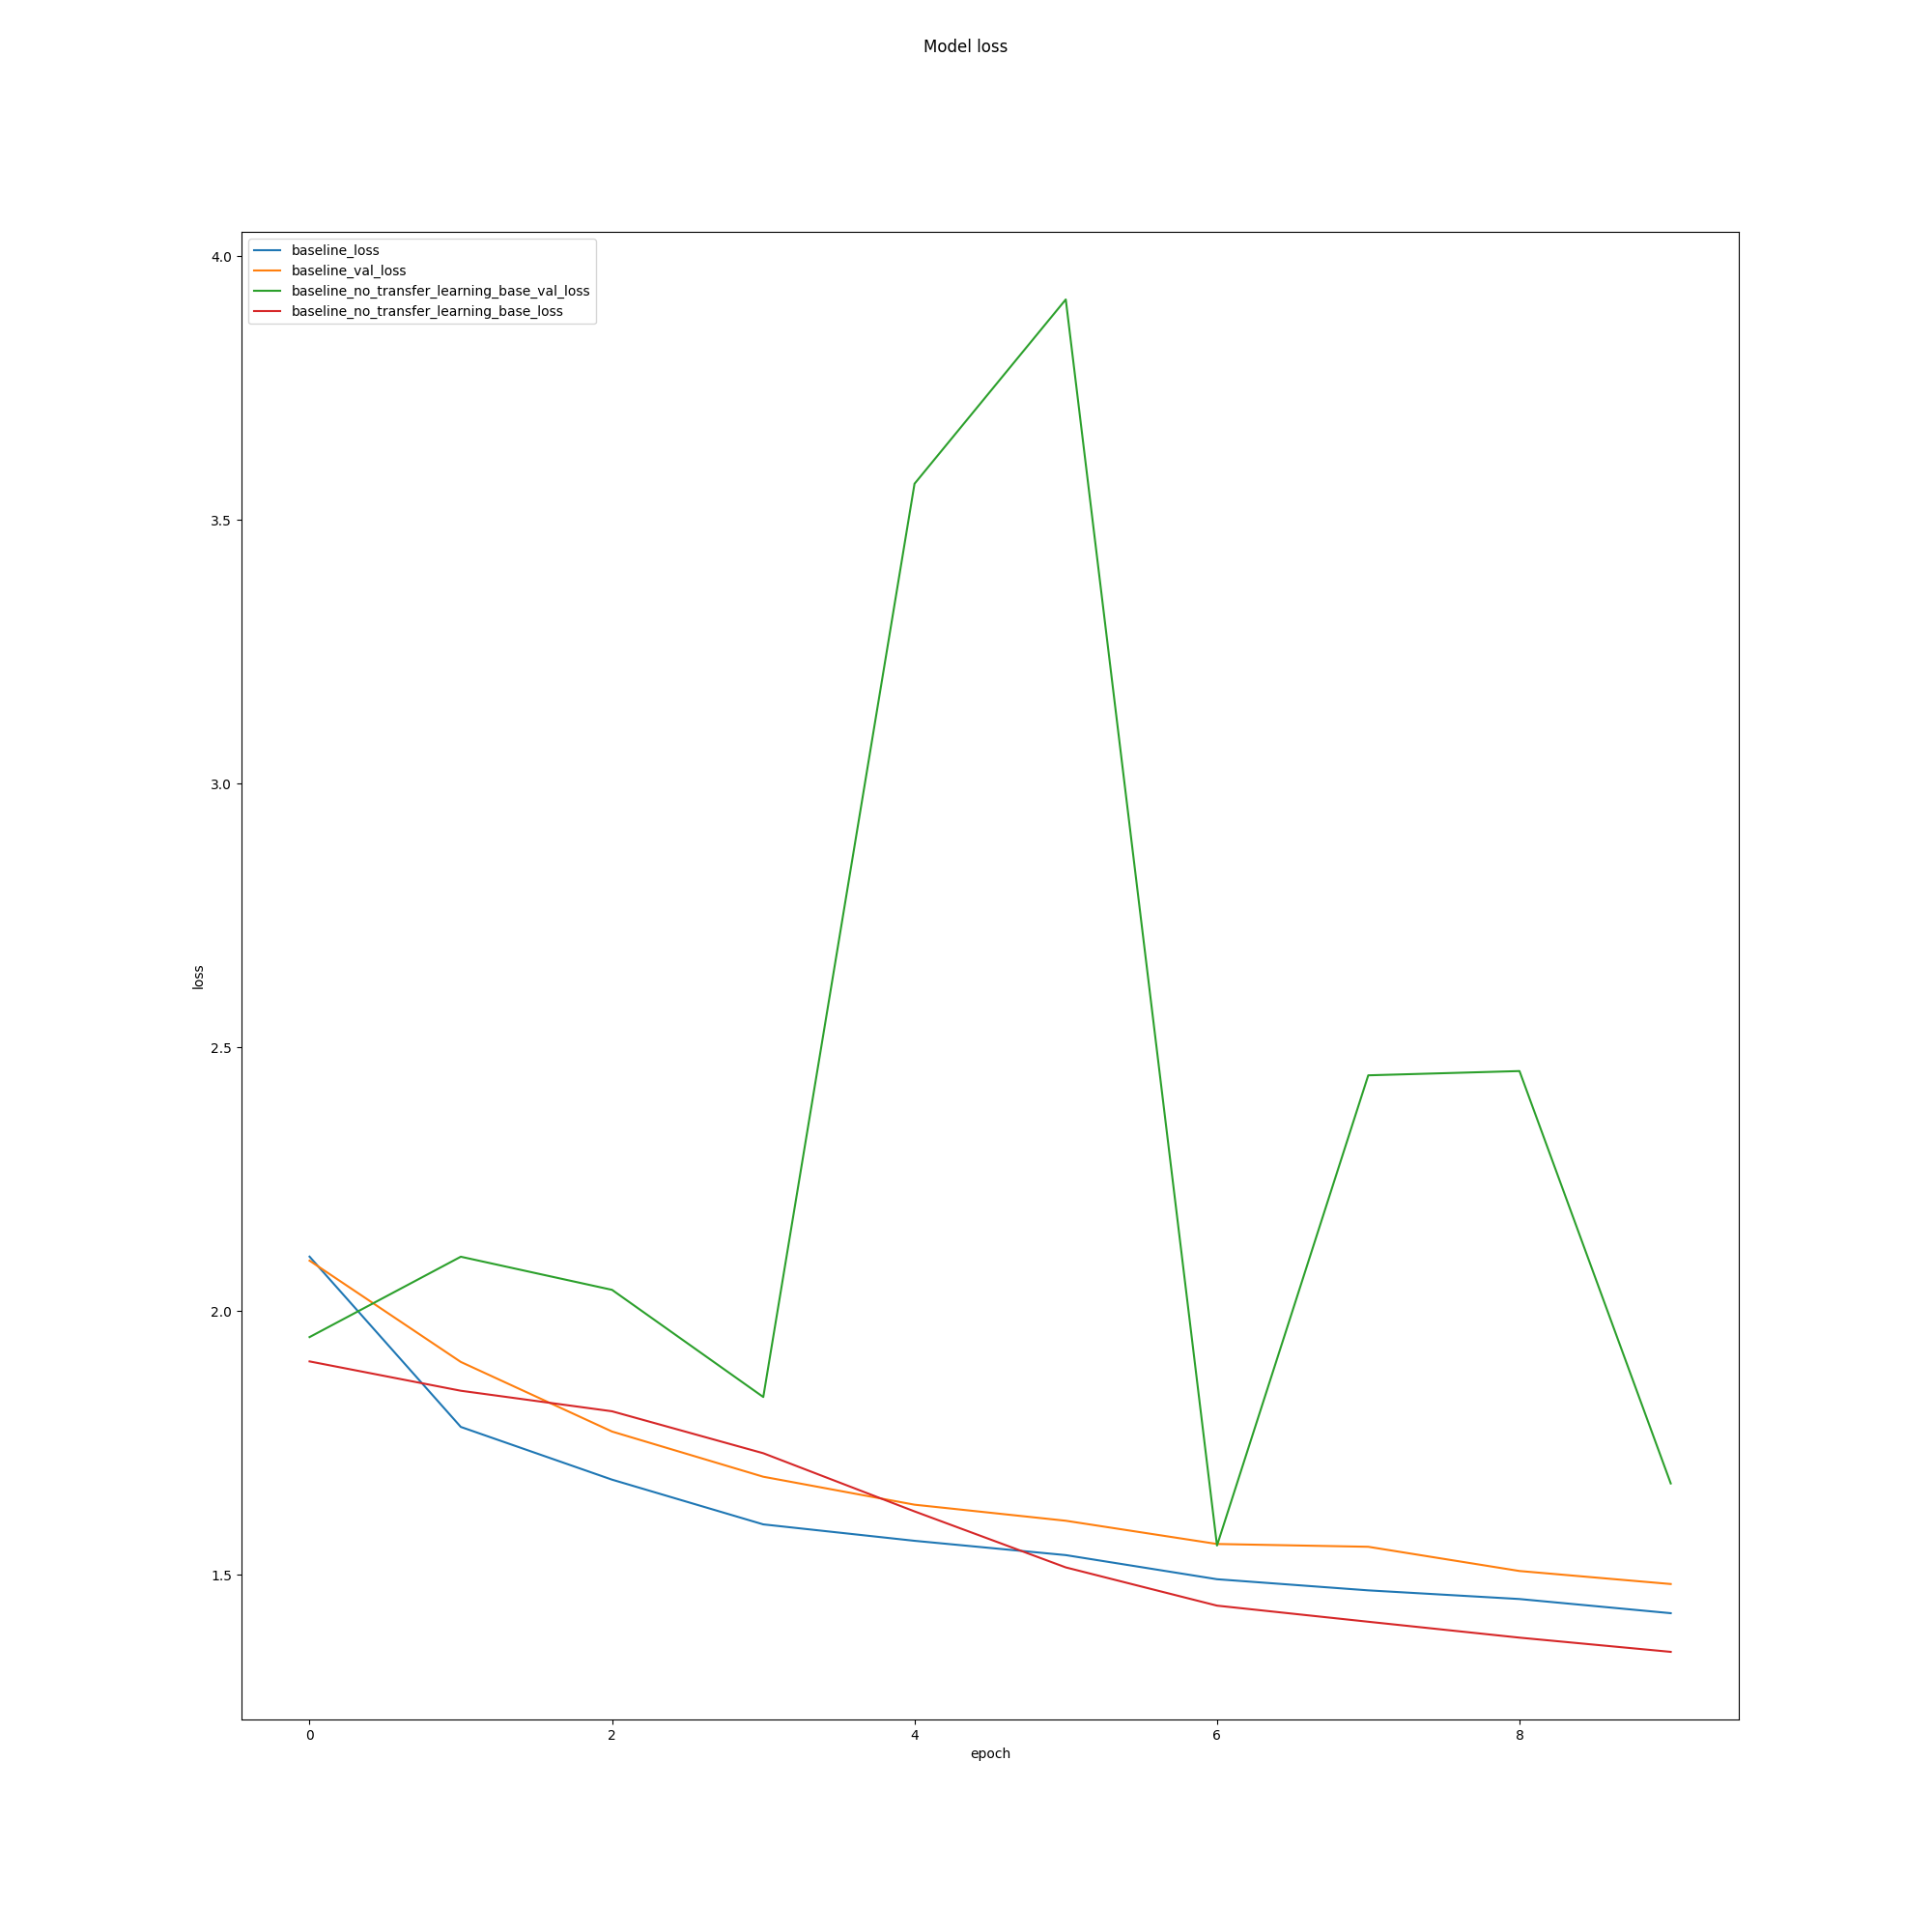 Model loss
baseline_loss
baseline_val_loss
baseline_no_transfer_learning_base_val_loss
baseline_no_transfer_learning_base_loss
4.0
3.5
3.0
2.5
2.0
1.5
loss
0 2 4 6 8
epoch